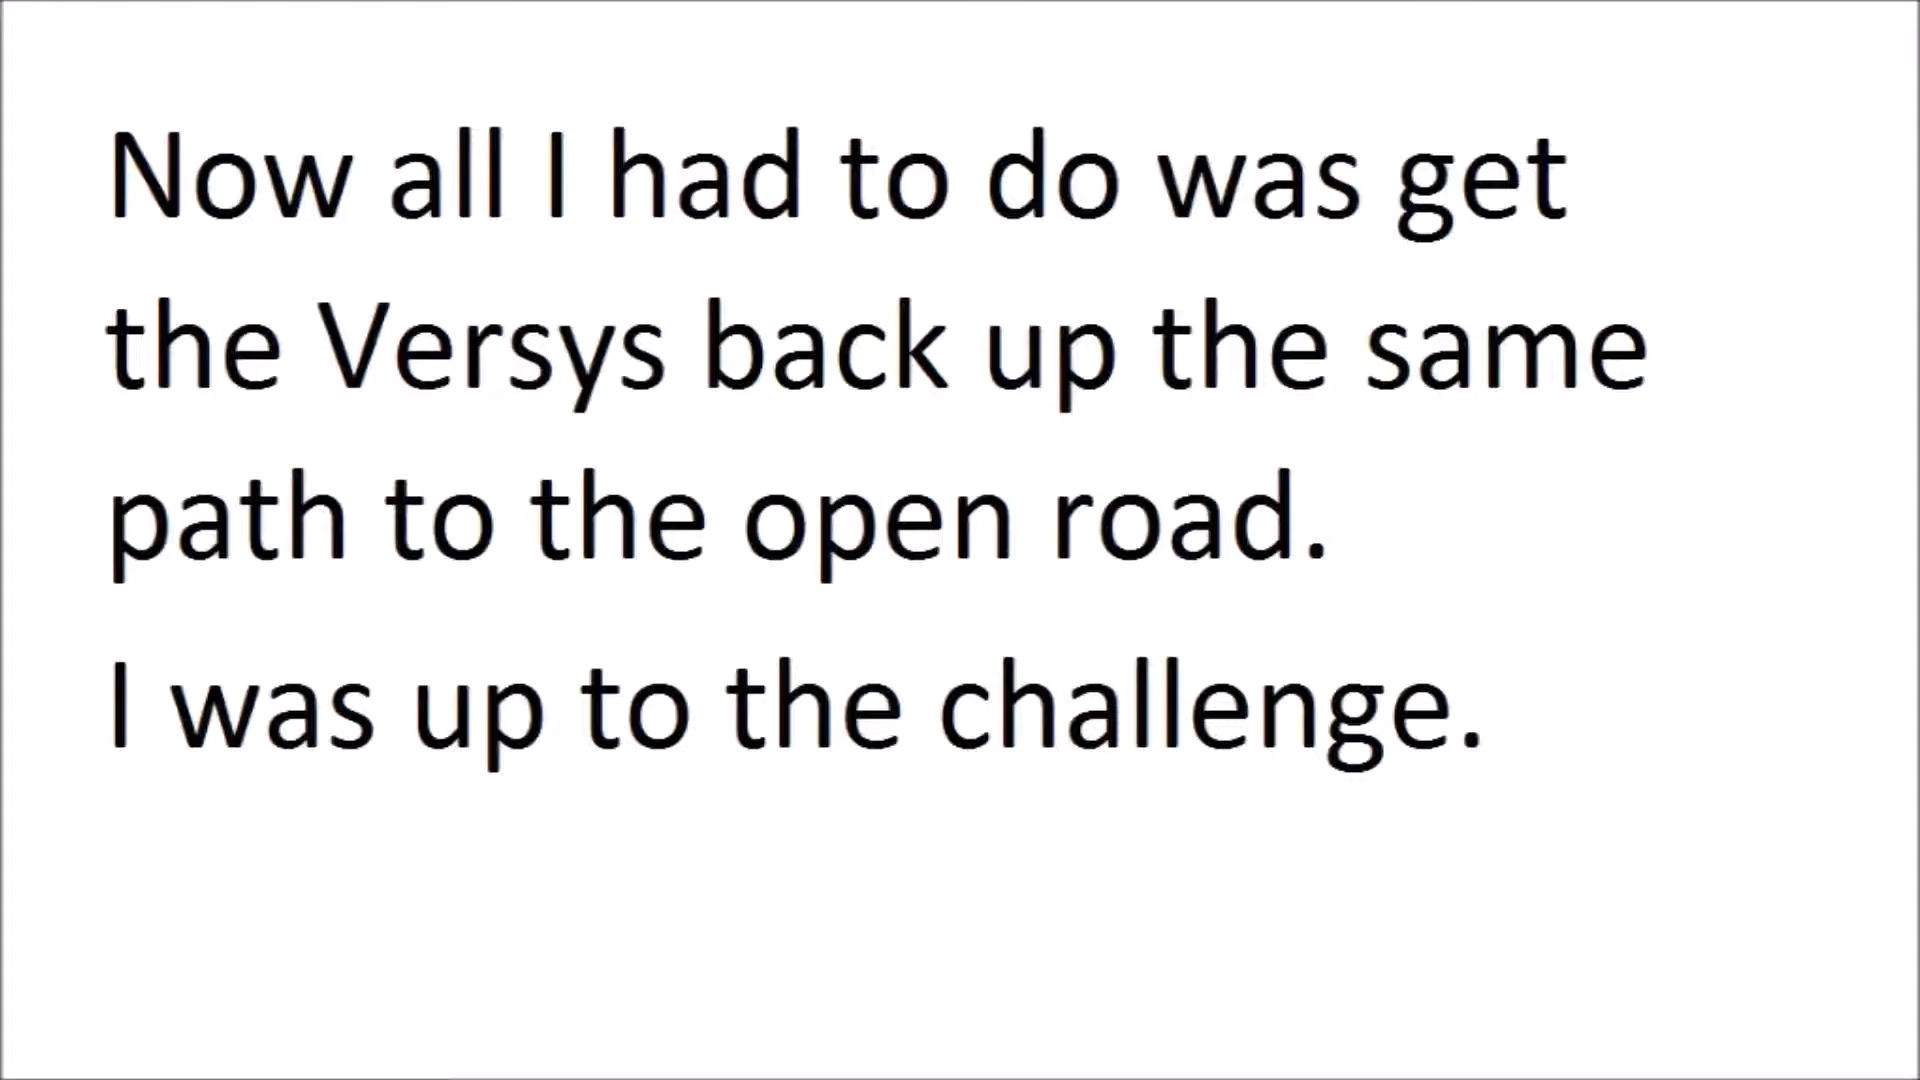 Now all I had to do was get
the Versys back up the same
path to the open road.
I was up to the challenge.